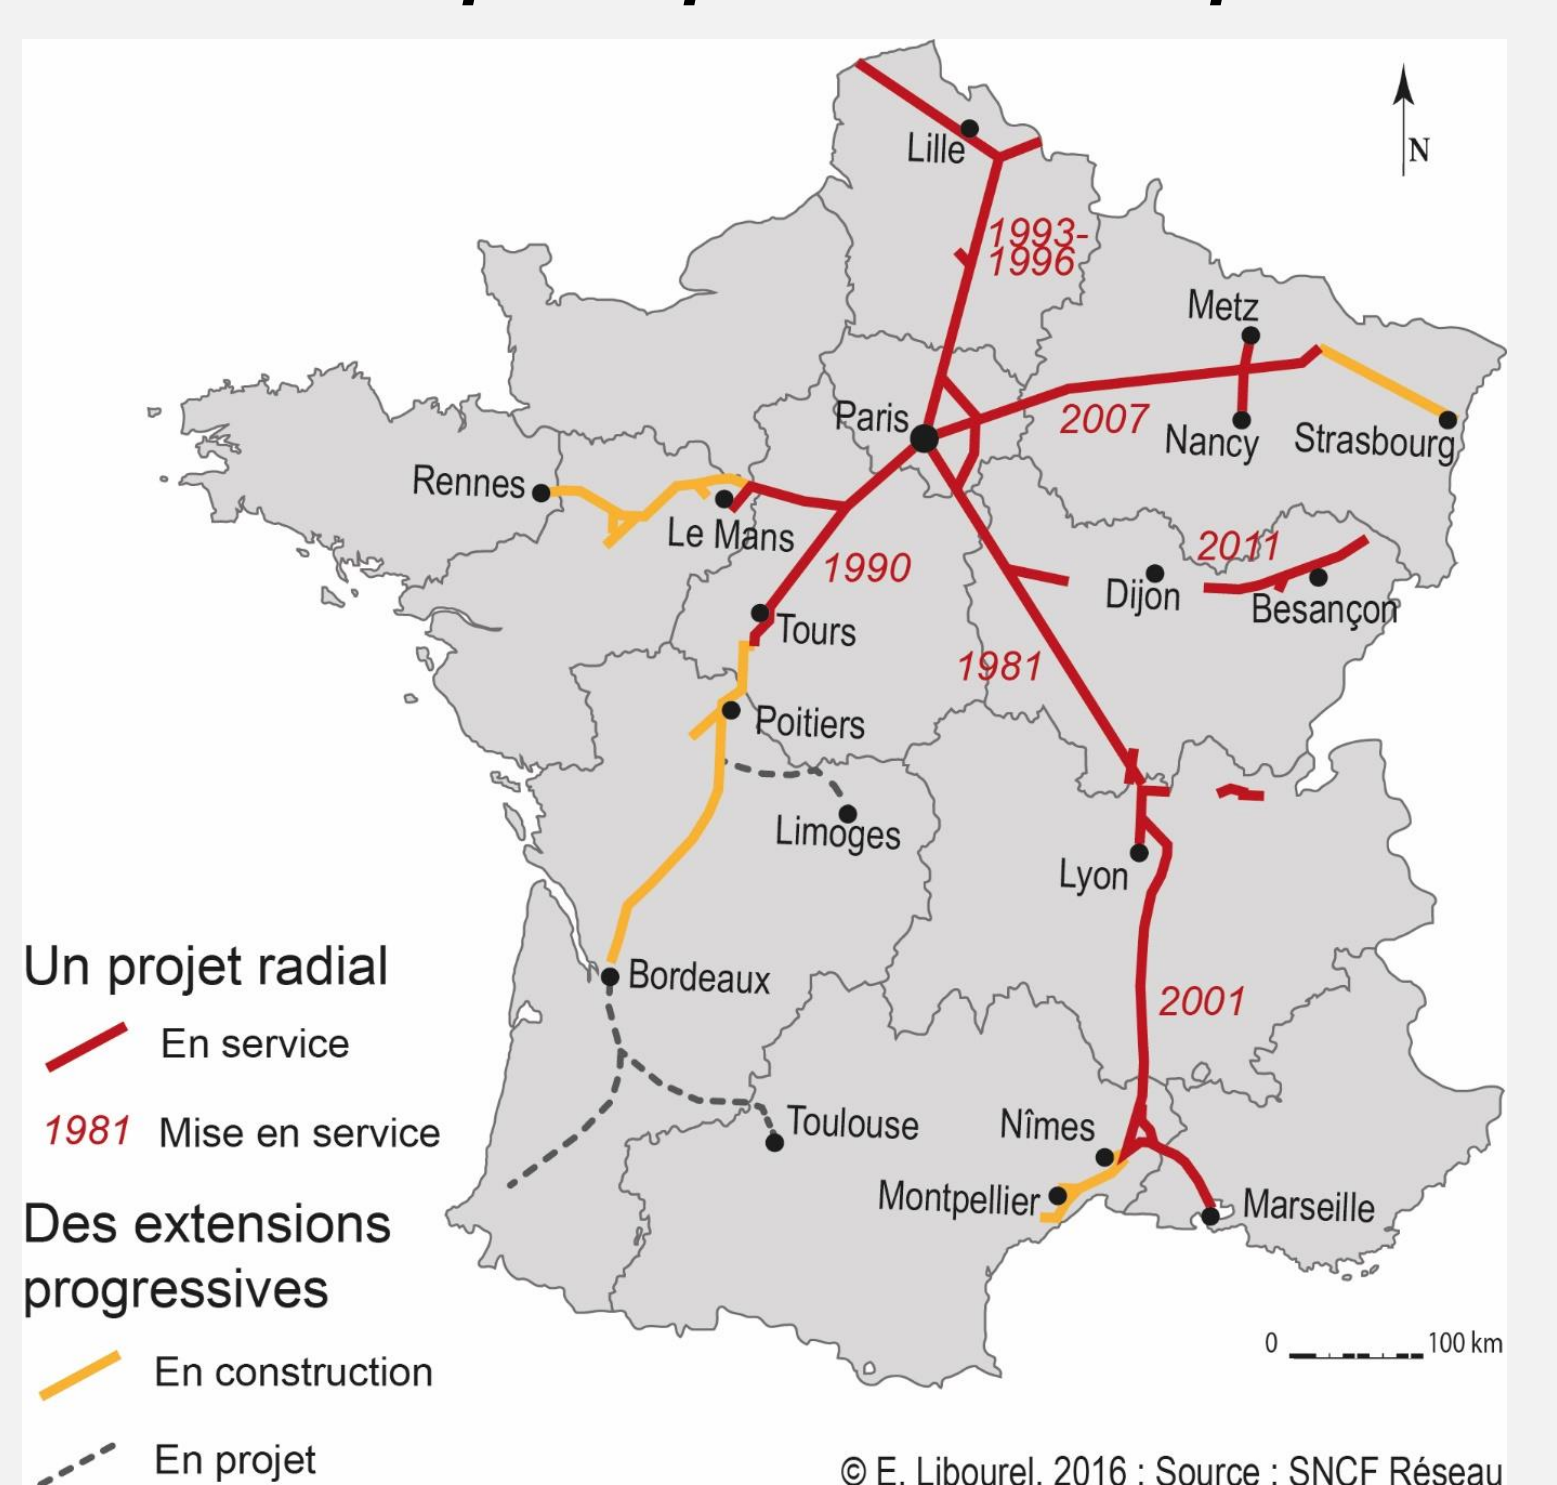 N
Lille
1993-
1996
Metz
Paris
2007
Nancy
Strasbourg
Rennes
Le Mans
1990
2011
Dijon
Besançon
Tours
1981
Poitiers
Limoges
Lyon
Bordeaux
2001
Toulouse
Nîmes
Montpellier
Marseille
Un projet radial
En service
1981 Mise en service
Des extensions
progressives
En construction
En projet
0 100 km
© E. Libourel, 2016 ; Source : SNCF Réseau